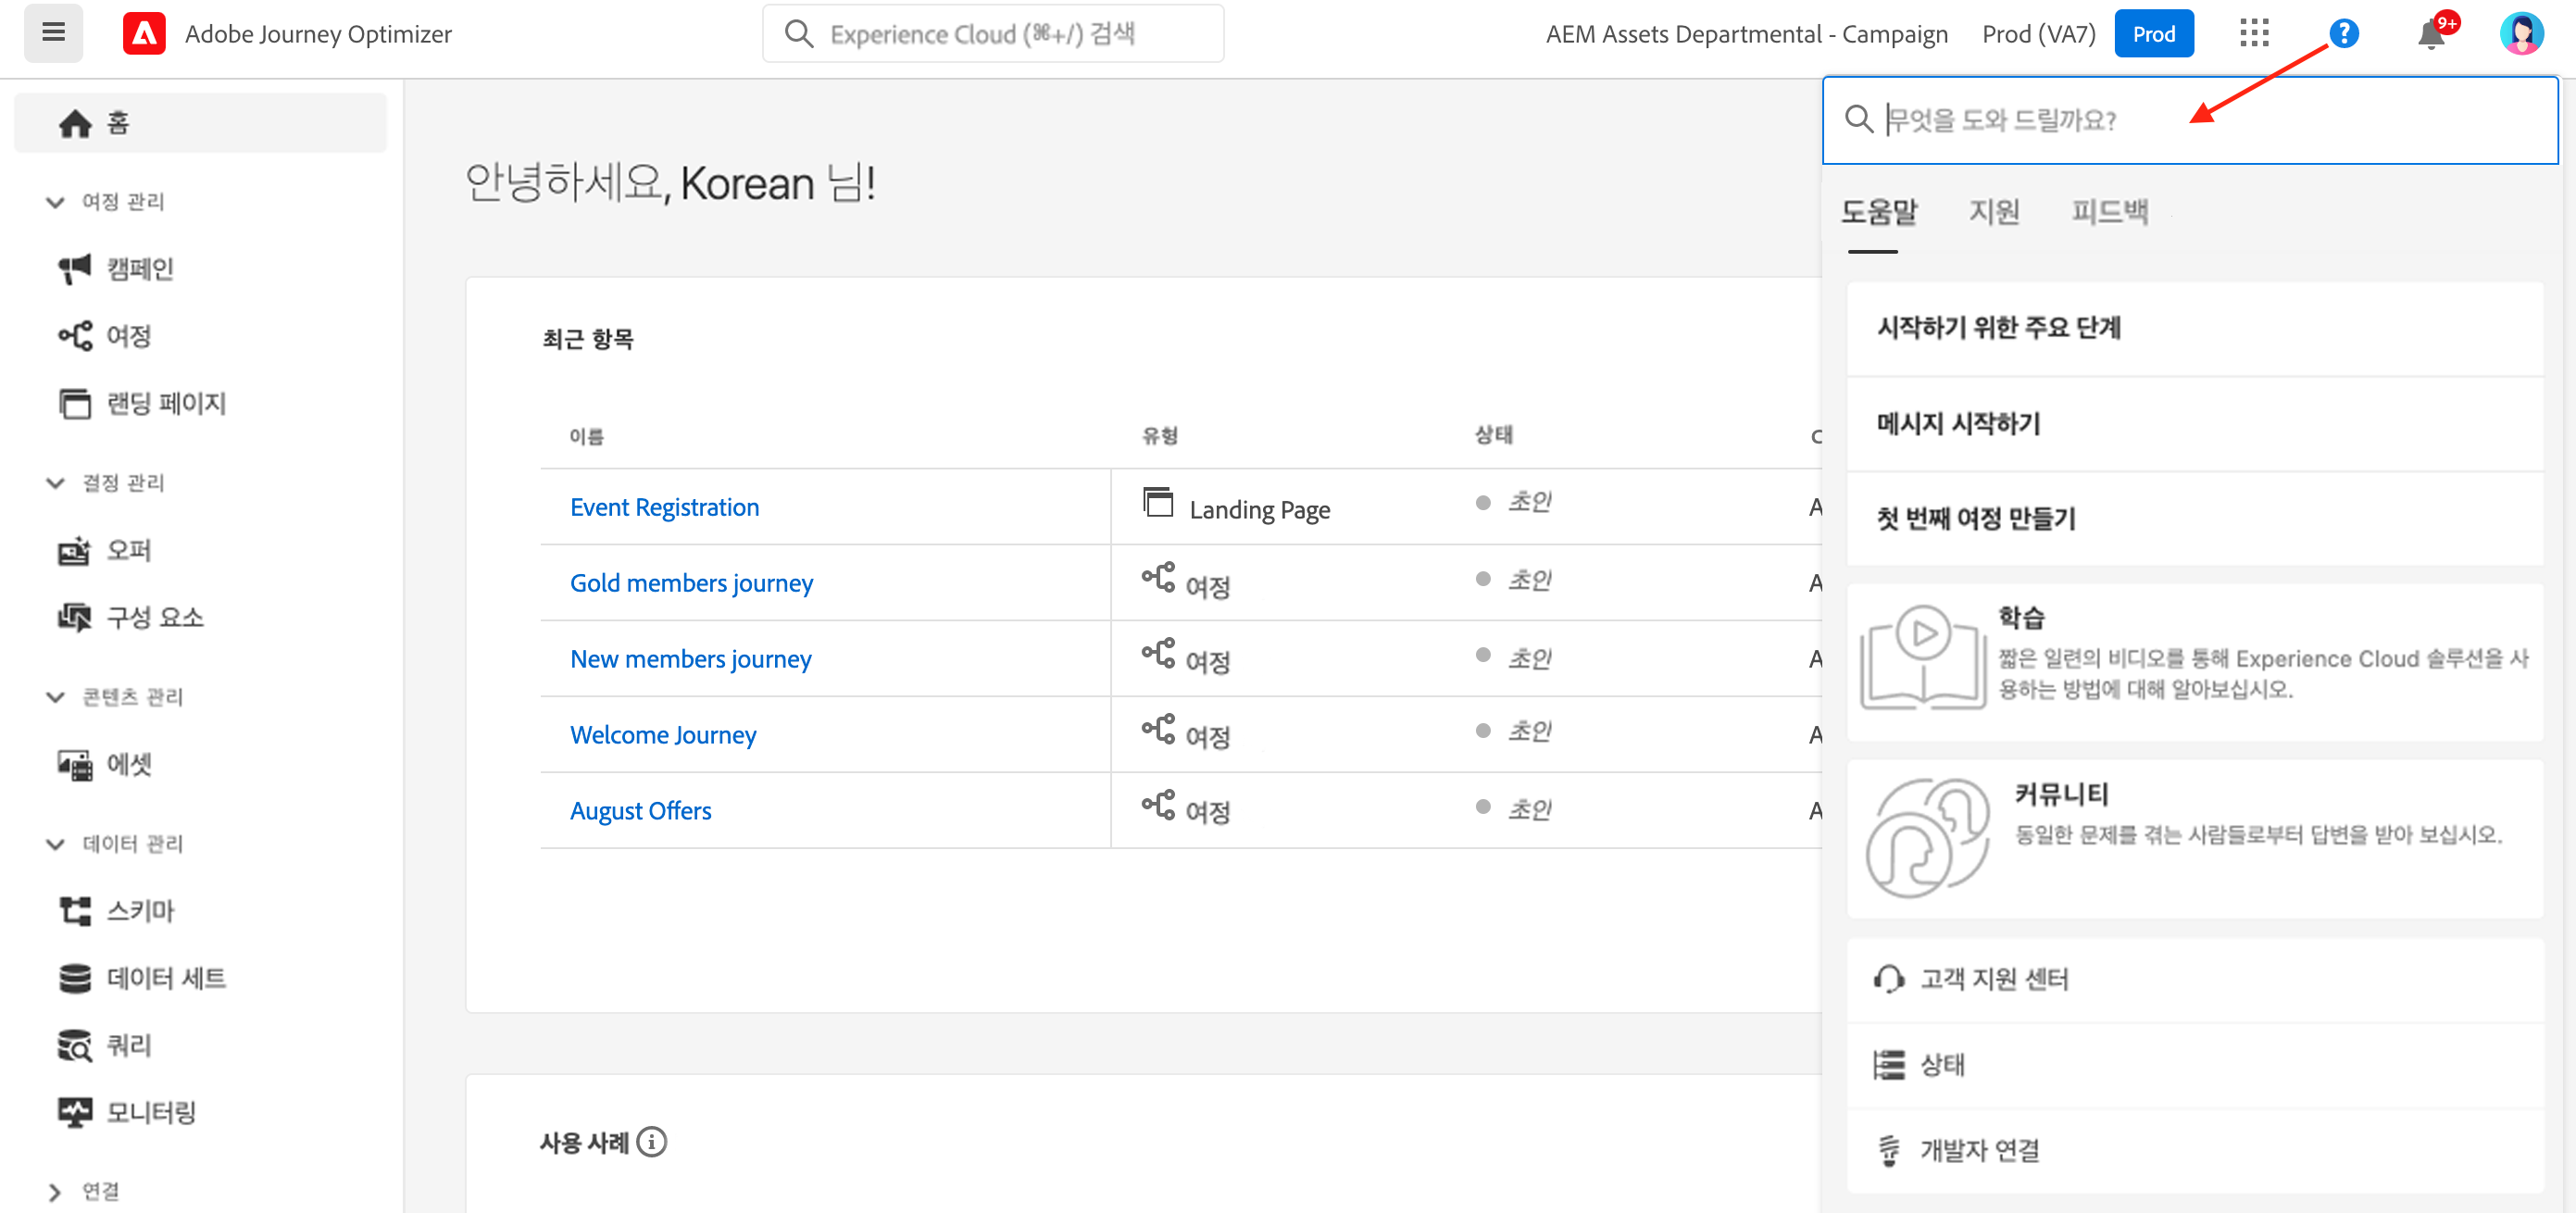 Adobe Journey Optimizer
Experience Cloud (⌘+/) 검색
AEM Assets Departmental - Campaign
Prod (VA7)
Prod
?
9+
홈
여정 관리
캠페인
여정
랜딩 페이지
결정 관리
오퍼
구성 요소
콘텐츠 관리
에셋
데이터 관리
스키마
데이터 세트
쿼리
모니터링
연결
안녕하세요, Korean 님!
최근 항목
이름 유형 상태 C
Event Registration Landing Page 초안 A
Gold members journey 여정 초안 A
New members journey 여정 초안 A
Welcome Journey 여정 초안 A
August Offers 여정 초안 A
사용 사례
무엇을 도와 드릴까요?
도움말 지원 피드백
시작하기 위한 주요 단계
메시지 시작하기
첫 번째 여정 만들기
학습
짧은 일련의 비디오를 통해 Experience Cloud 솔루션을 사
용하는 방법에 대해 알아보십시오.
커뮤니티
동일한 문제를 겪는 사람들로부터 답변을 받아 보십시오.
고객 지원 센터
상태
개발자 연결